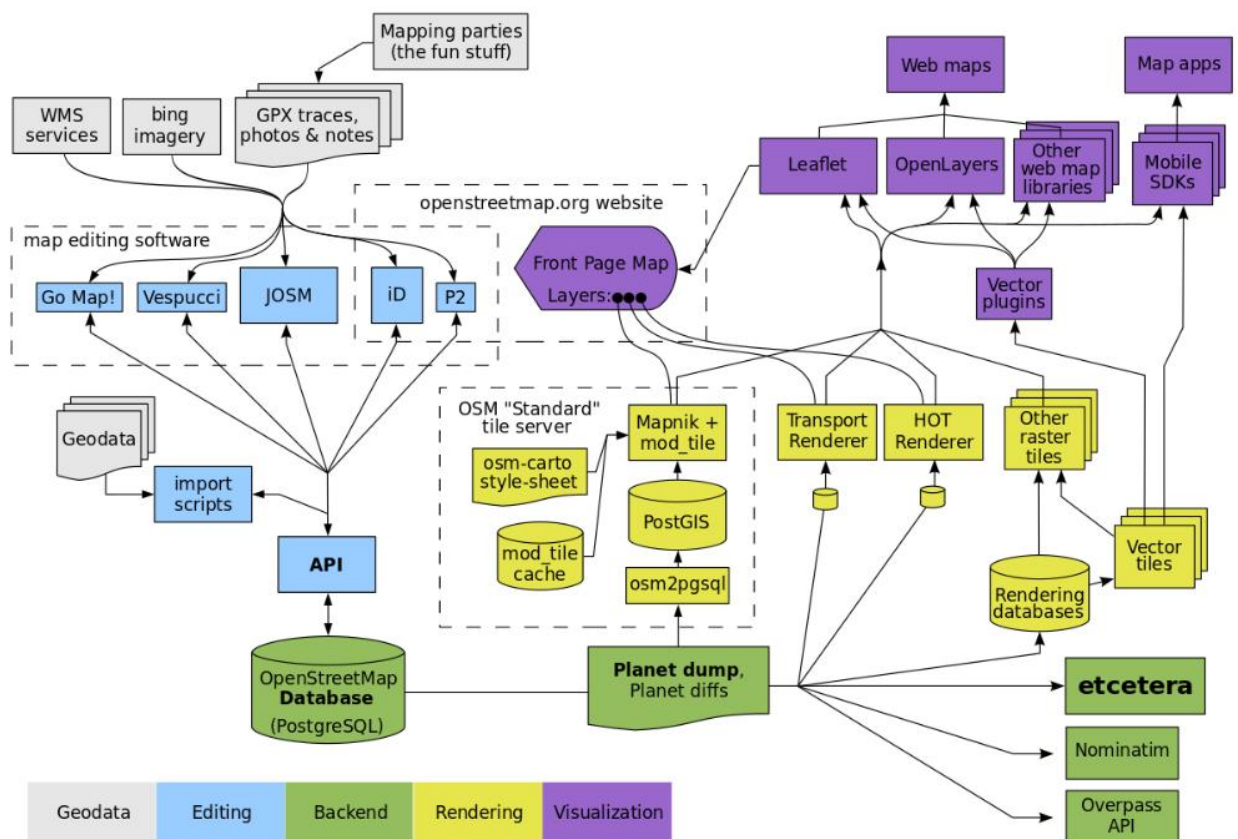 Mapping parties
(the fun stuff)
WMS
services
bing
imagery
GPX traces,
photos & notes
Web maps
Map apps
Leaflet
OpenLayers
Other
web map
libraries
Mobile
SDKs
openstreetmap.org website
map editing software
Go Map!
Vespucci
JOSM
iD
P2
Front Page Map
Layers:
Vector
plugins
OSM "Standard"
tile server
Mapnik +
mod_tile
Transport
Renderer
HOT
Renderer
Other
raster
tiles
Geodata
import
scripts
osm-carto
style-sheet
PostGIS
mod_tile
cache
osm2pgsql
Vector
tiles
Rendering
databases
API
OpenStreetMap
Database
(PostgreSQL)
Planet dump,
Planet diffs
etcetera
Nominatim
Overpass
API
Geodata
Editing
Backend
Rendering
Visualization